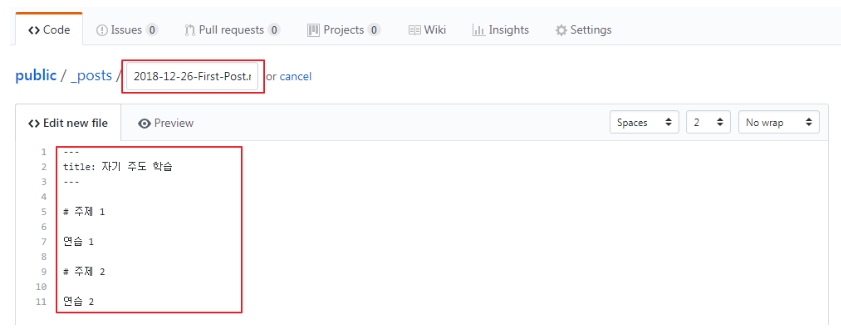 Code Issues 0 Pull requests 0 Projects 0 Wiki Insights Settings
public / _posts / 2018-12-26-First-Post. or cancel
Edit new file Preview Spaces 2 No wrap
1 ---
2 title: 자기 주도 학습
3 ---
4
5 # 주제 1
6
7 연습 1
8
9 # 주제 2
10
11 연습 2